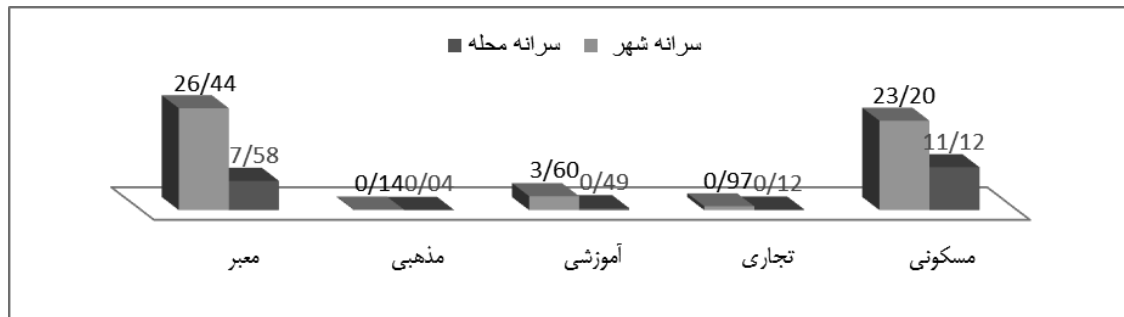 سرانه شهر سرانه محله
23/20 11/12 0/97 0/12 3/60 0/49 0/14 0/04 26/44 7/58
مسکونی تجاری آموزشی مذهبی معبر